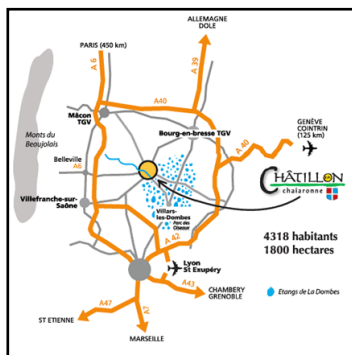 ALLEMAGNE
DOLE
PARIS (450 km)
A 6
A 39
A40
Mâcon
TGV
Bourg-en-bresse TGV
GENÈVE
COINTRIN
(125 km)
A 40
Monts du
Beaujolais
Belleville
A6
CHÂTILLON
chalaronne
Villefranche-sur-
Saône
Villars-
les-Dombes
Parc des
Oiseaux
A 42
4318 habitants
1800 hectares
Lyon
St Exupéry
Etangs de La Dombes
A43
CHAMBERY
GRENOBLE
A47
A7
ST ETIENNE
MARSEILLE